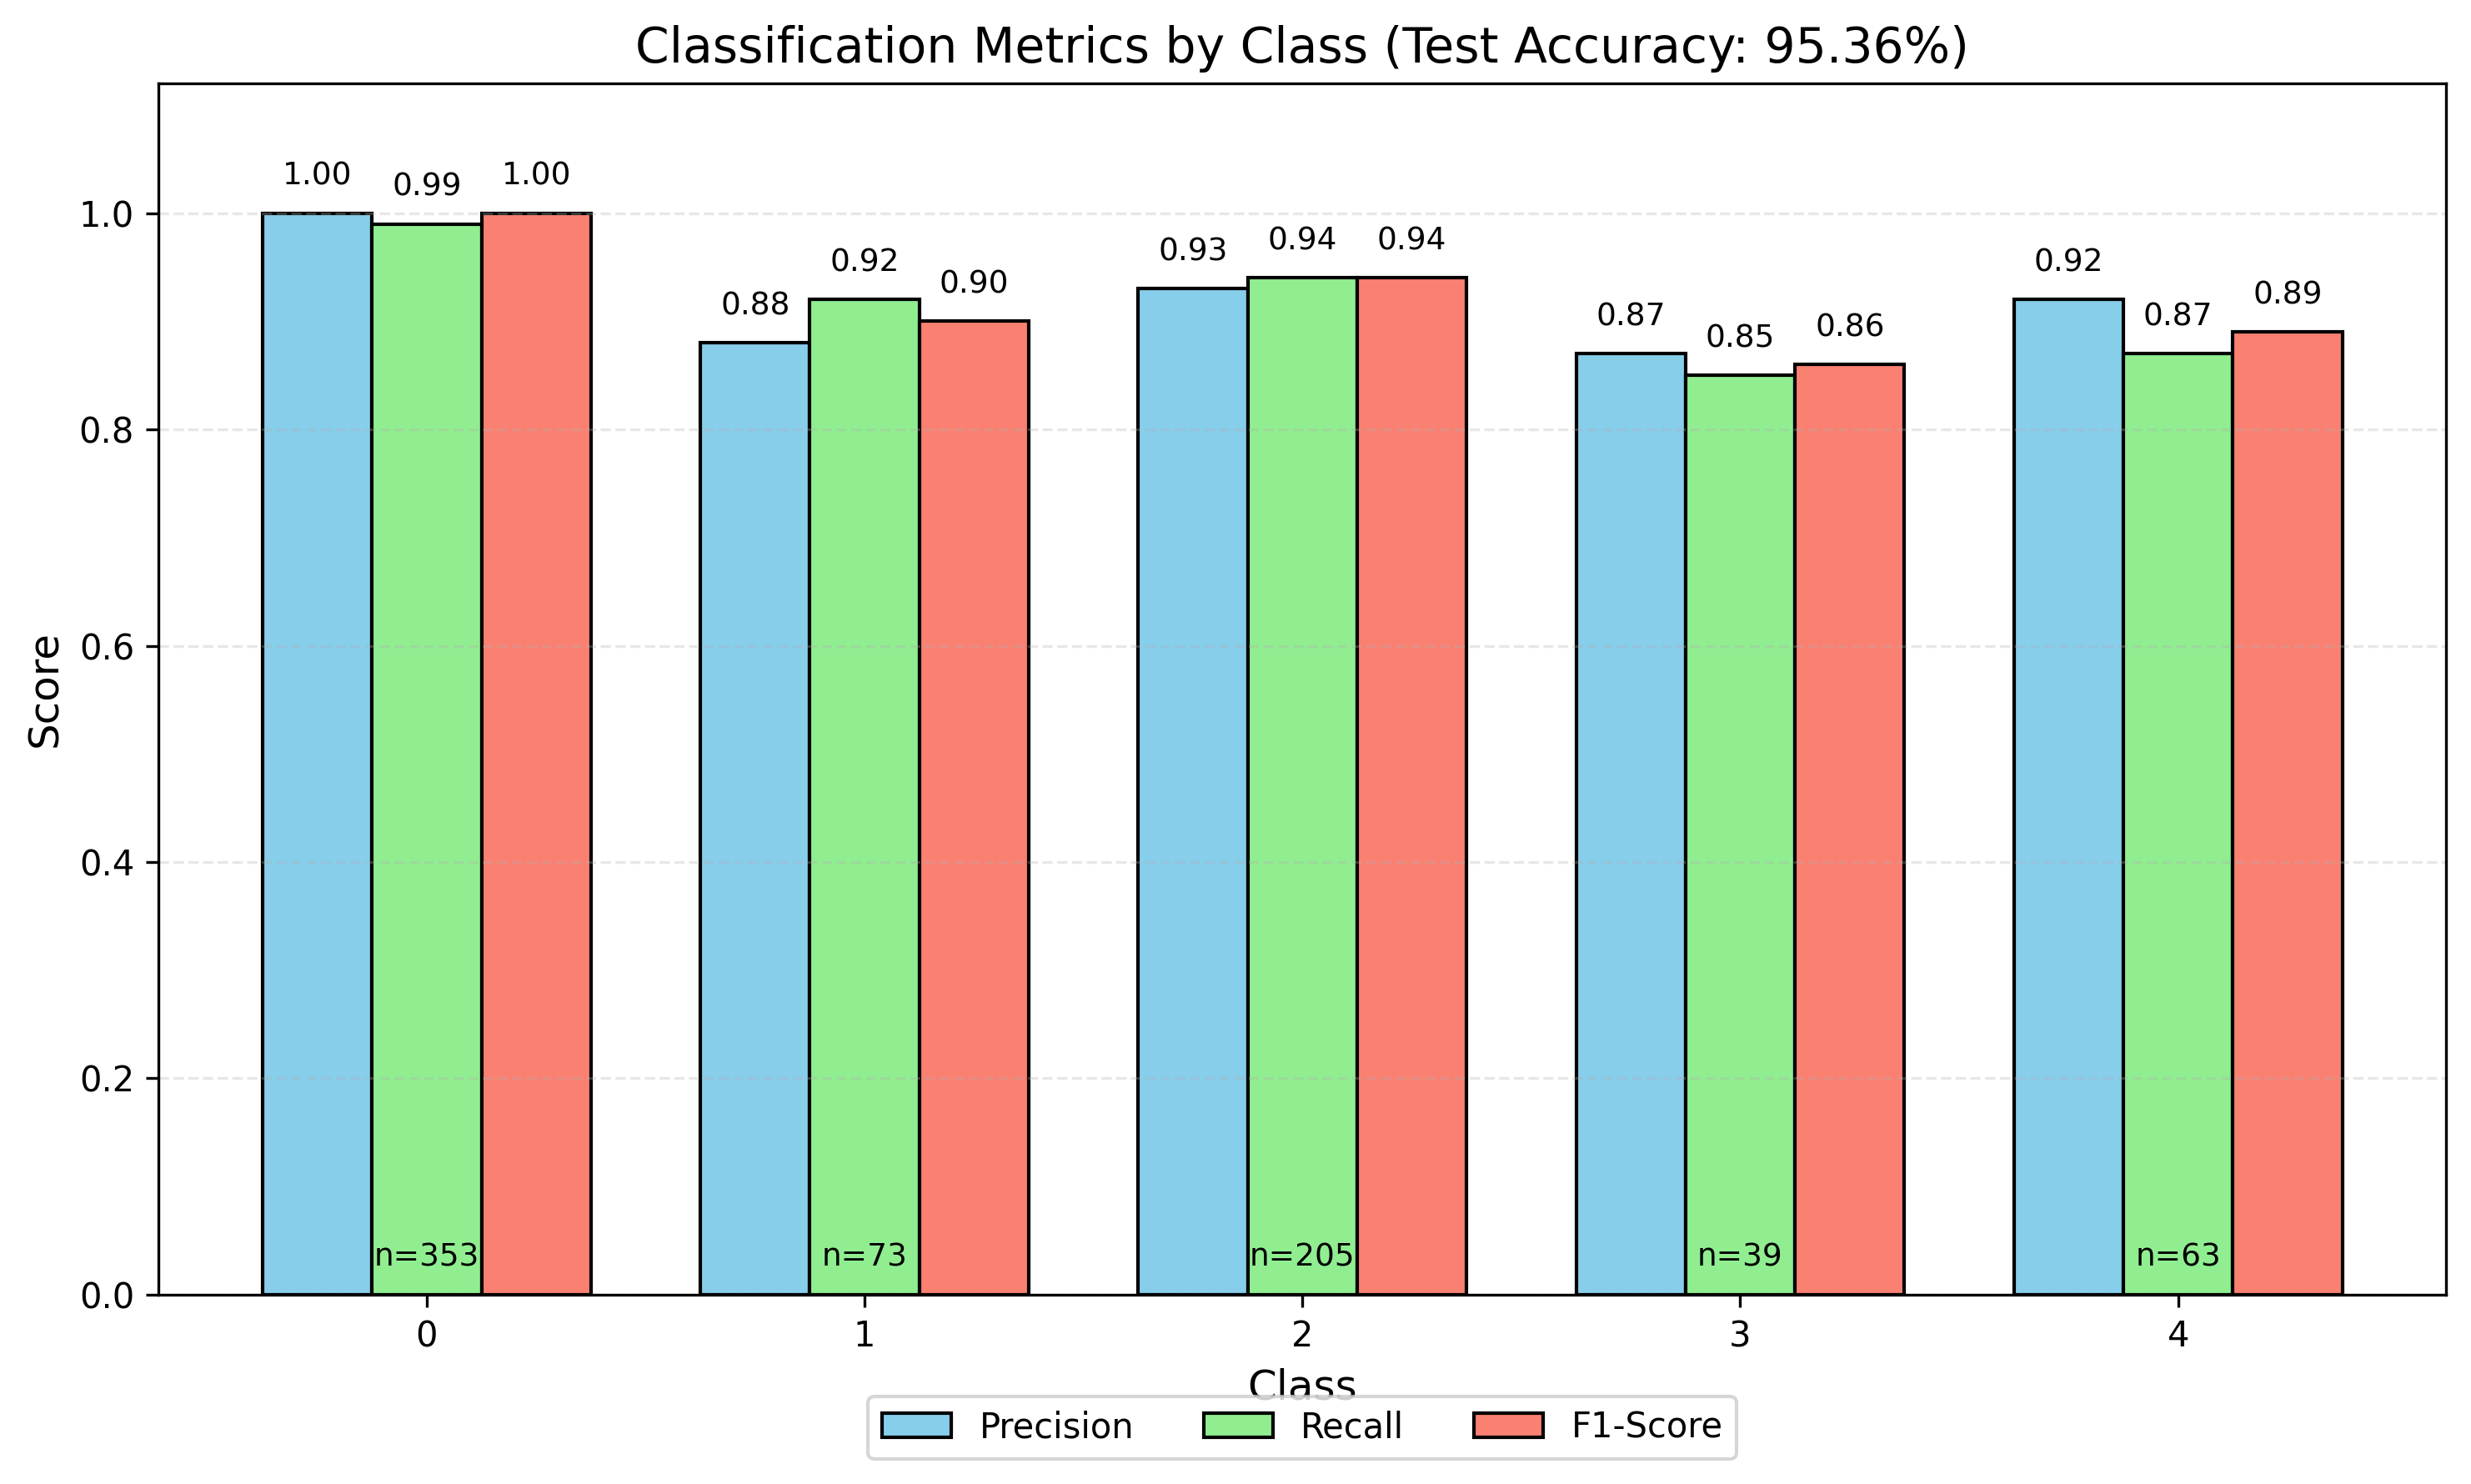 Classification Metrics by Class (Test Accuracy: 95.36%)
1.00 0.99 1.00
0.88 0.92 0.90
0.93 0.94 0.94
0.87 0.85 0.86
0.92 0.87 0.89
1.0
0.8
0.6
0.4
0.2
0.0
Score
n=353 n=73 n=205 n=39 n=63
0 1 2 3 4
Class
Precision Recall F1-Score